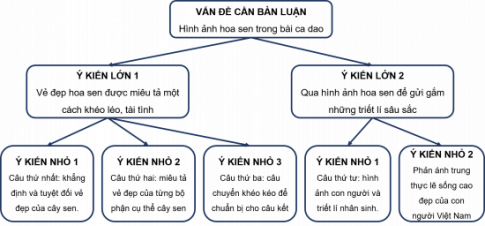 VẤN ĐỀ CẦN BÀN LUẬN
Hình ảnh hoa sen trong bài ca dao
Ý KIẾN LỚN 1
Vẻ đẹp hoa sen được miêu tả một
cách khéo léo, tài tình
Ý KIẾN LỚN 2
Qua hình ảnh hoa sen để gửi gắm
những triết lí sâu sắc
Ý KIẾN NHỎ 1
Câu thứ nhất: khẳng
định và tuyệt đối vẻ
đẹp của cây sen.
Ý KIẾN NHỎ 2
Câu thứ hai: miêu tả
vẻ đẹp của từng bộ
phận cụ thể cây sen
Ý KIẾN NHỎ 3
Câu thứ ba: câu
chuyển khéo kéo để
chuẩn bị cho câu kết
Ý KIẾN NHỎ 1
Câu thứ tư: hình
ảnh con người và
triết lí nhân sinh.
Ý KIẾN NHỎ 2
Phản ánh trung
thực lẽ sống cao
đẹp của con
người Việt Nam